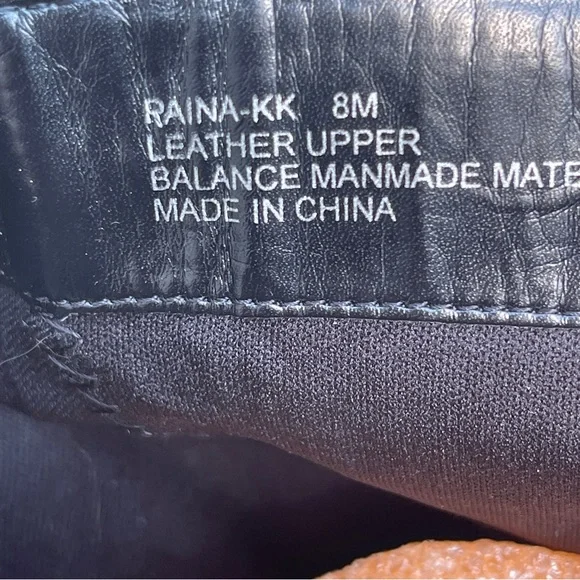 RAINA-KK 8M
LEATHER UPPER
BALANCE MANMADE MATE
MADE IN CHINA